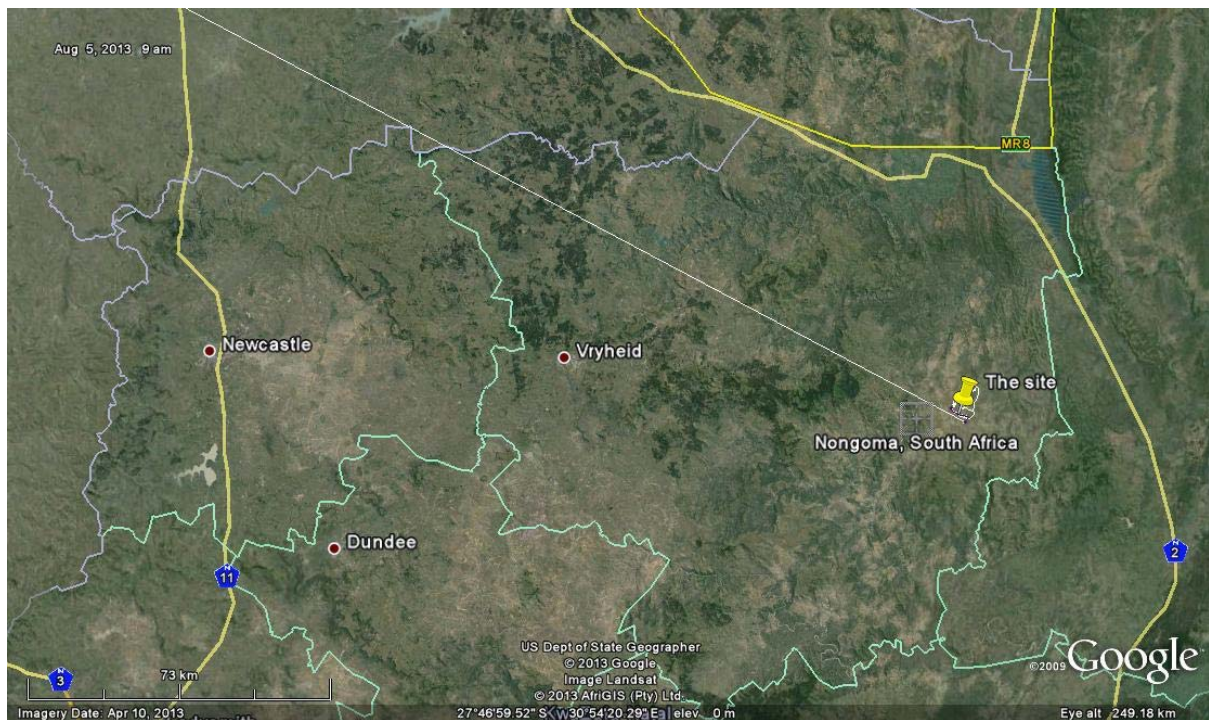 Aug 5, 2013 9 am
MR8
Newcastle
Vryheid
The site
Nongoma, South Africa
Dundee
N
2
N
11
US Dept of State Geographer
© 2013 Google
Image Landsat
© 2013 AfriGIS (Pty) Ltd.
©2009 Google
73 km
N
3
Imagery Date: Apr 10, 2013
27°46'59.52" S 30°54'20.29" E elev 0 m
Eye alt 249.18 km